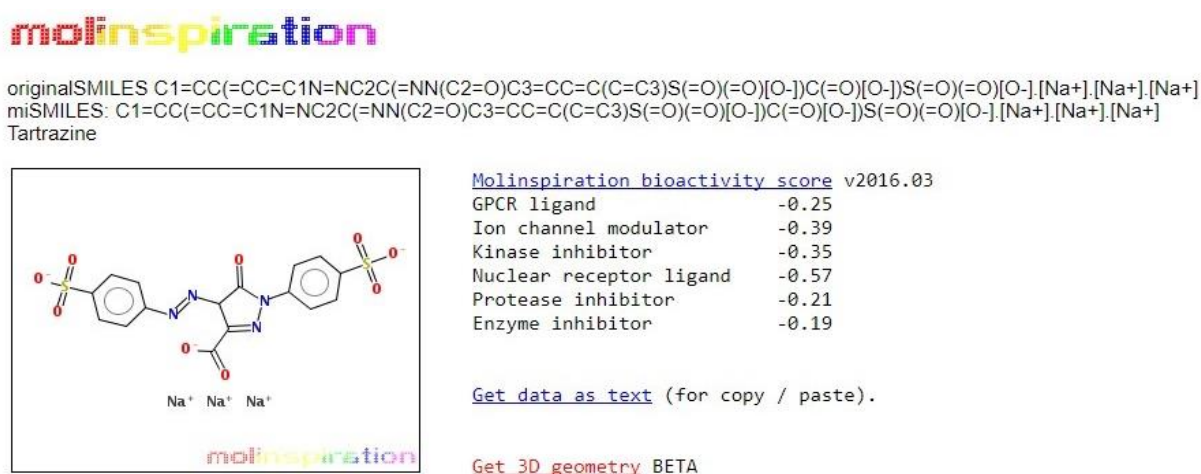 molinspiration
originalSMILES C1=CC(=CC=C1N=NC2C(=NN(C2=O)C3=CC=C(C=C3)S(=O)(=O)[O-])C(=O)[O-])S(=O)(=O)[O-].[Na+].[Na+].[Na+]
miSMILES: C1=CC(=CC=C1N=NC2C(=NN(C2=O)C3=CC=C(C=C3)S(=O)(=O)[O-])C(=O)[O-])S(=O)(=O)[O-].[Na+].[Na+].[Na+]
Tartrazine
Molinspiration bioactivity score v2016.03
GPCR ligand -0.25
Ion channel modulator -0.39
Kinase inhibitor -0.35
Nuclear receptor ligand -0.57
Protease inhibitor -0.21
Enzyme inhibitor -0.19
Get data as text (for copy / paste).
Get 3D geometry BETA
O O- O
O- S O S O
O N N N
N
O-
O
Na+ Na+ Na+
molinspiration